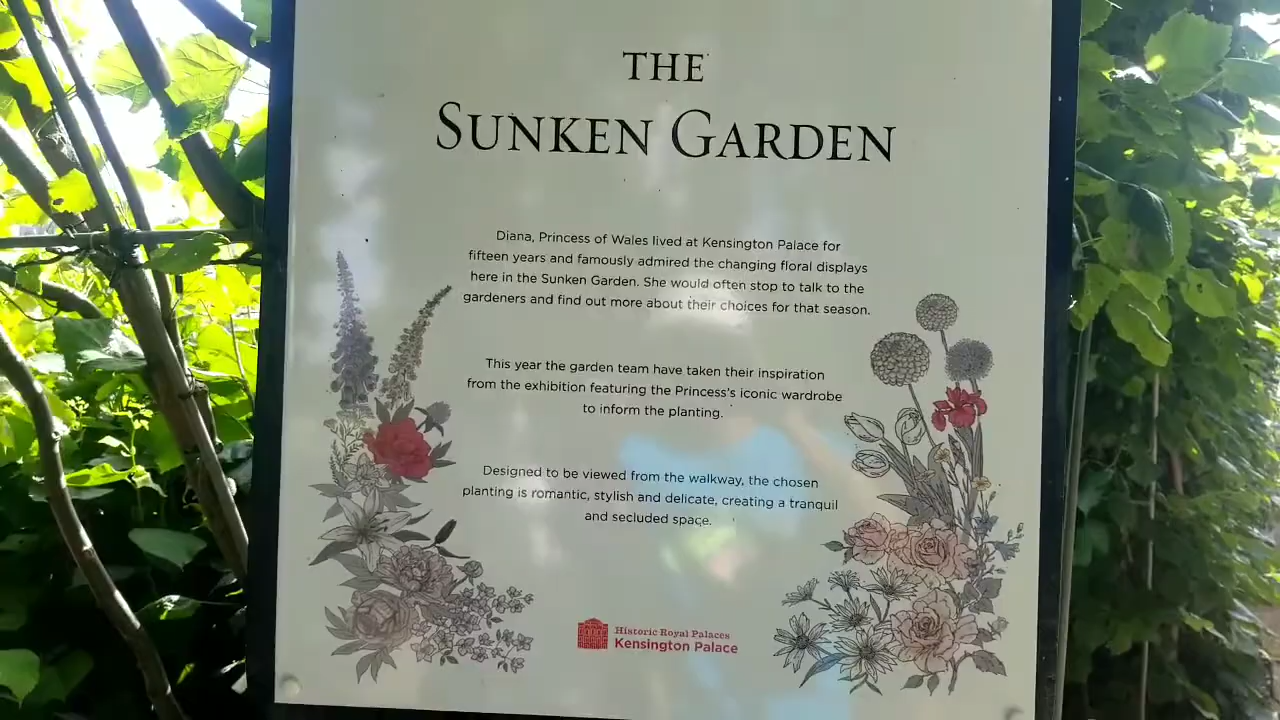 THE
SUNKEN GARDEN
Diana, Princess of Wales lived at Kensington Palace for
fifteen years and famously admired the changing floral displays
here in the Sunken Garden. She would often stop to talk to the
gardeners and find out more about their choices for that season.
This year the garden team have taken their inspiration
from the exhibition featuring the Princess's iconic wardrobe
to inform the planting.
Designed to be viewed from the walkway, the chosen
planting is romantic, stylish and delicate, creating a tranquil
and secluded space.
Historic Royal Palaces
Kensington Palace